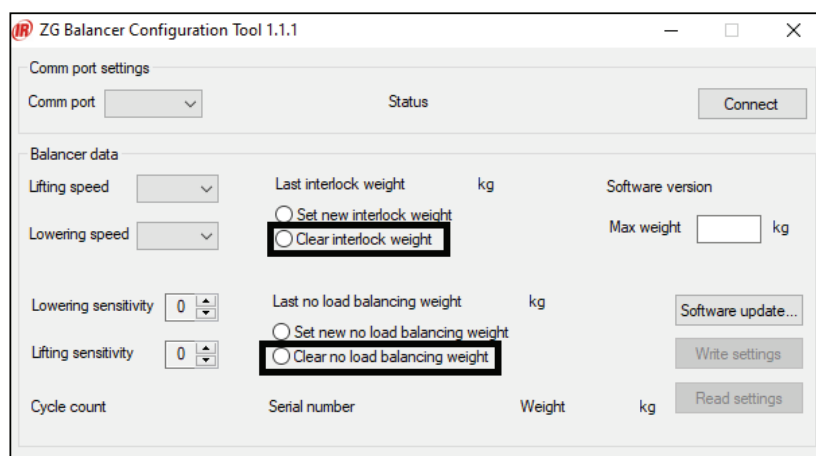 IR ZG Balancer Configuration Tool 1.1.1
Comm port settings
Comm port Status Connect
Balancer data
Lifting speed Last interlock weight kg Software version
Set new interlock weight
Lowering speed Clear interlock weight Max weight kg
Lowering sensitivity 0 Last no load balancing weight kg Software update...
Set new no load balancing weight
Lifting sensitivity 0 Clear no load balancing weight Write settings
Cycle count Serial number Weight kg Read settings